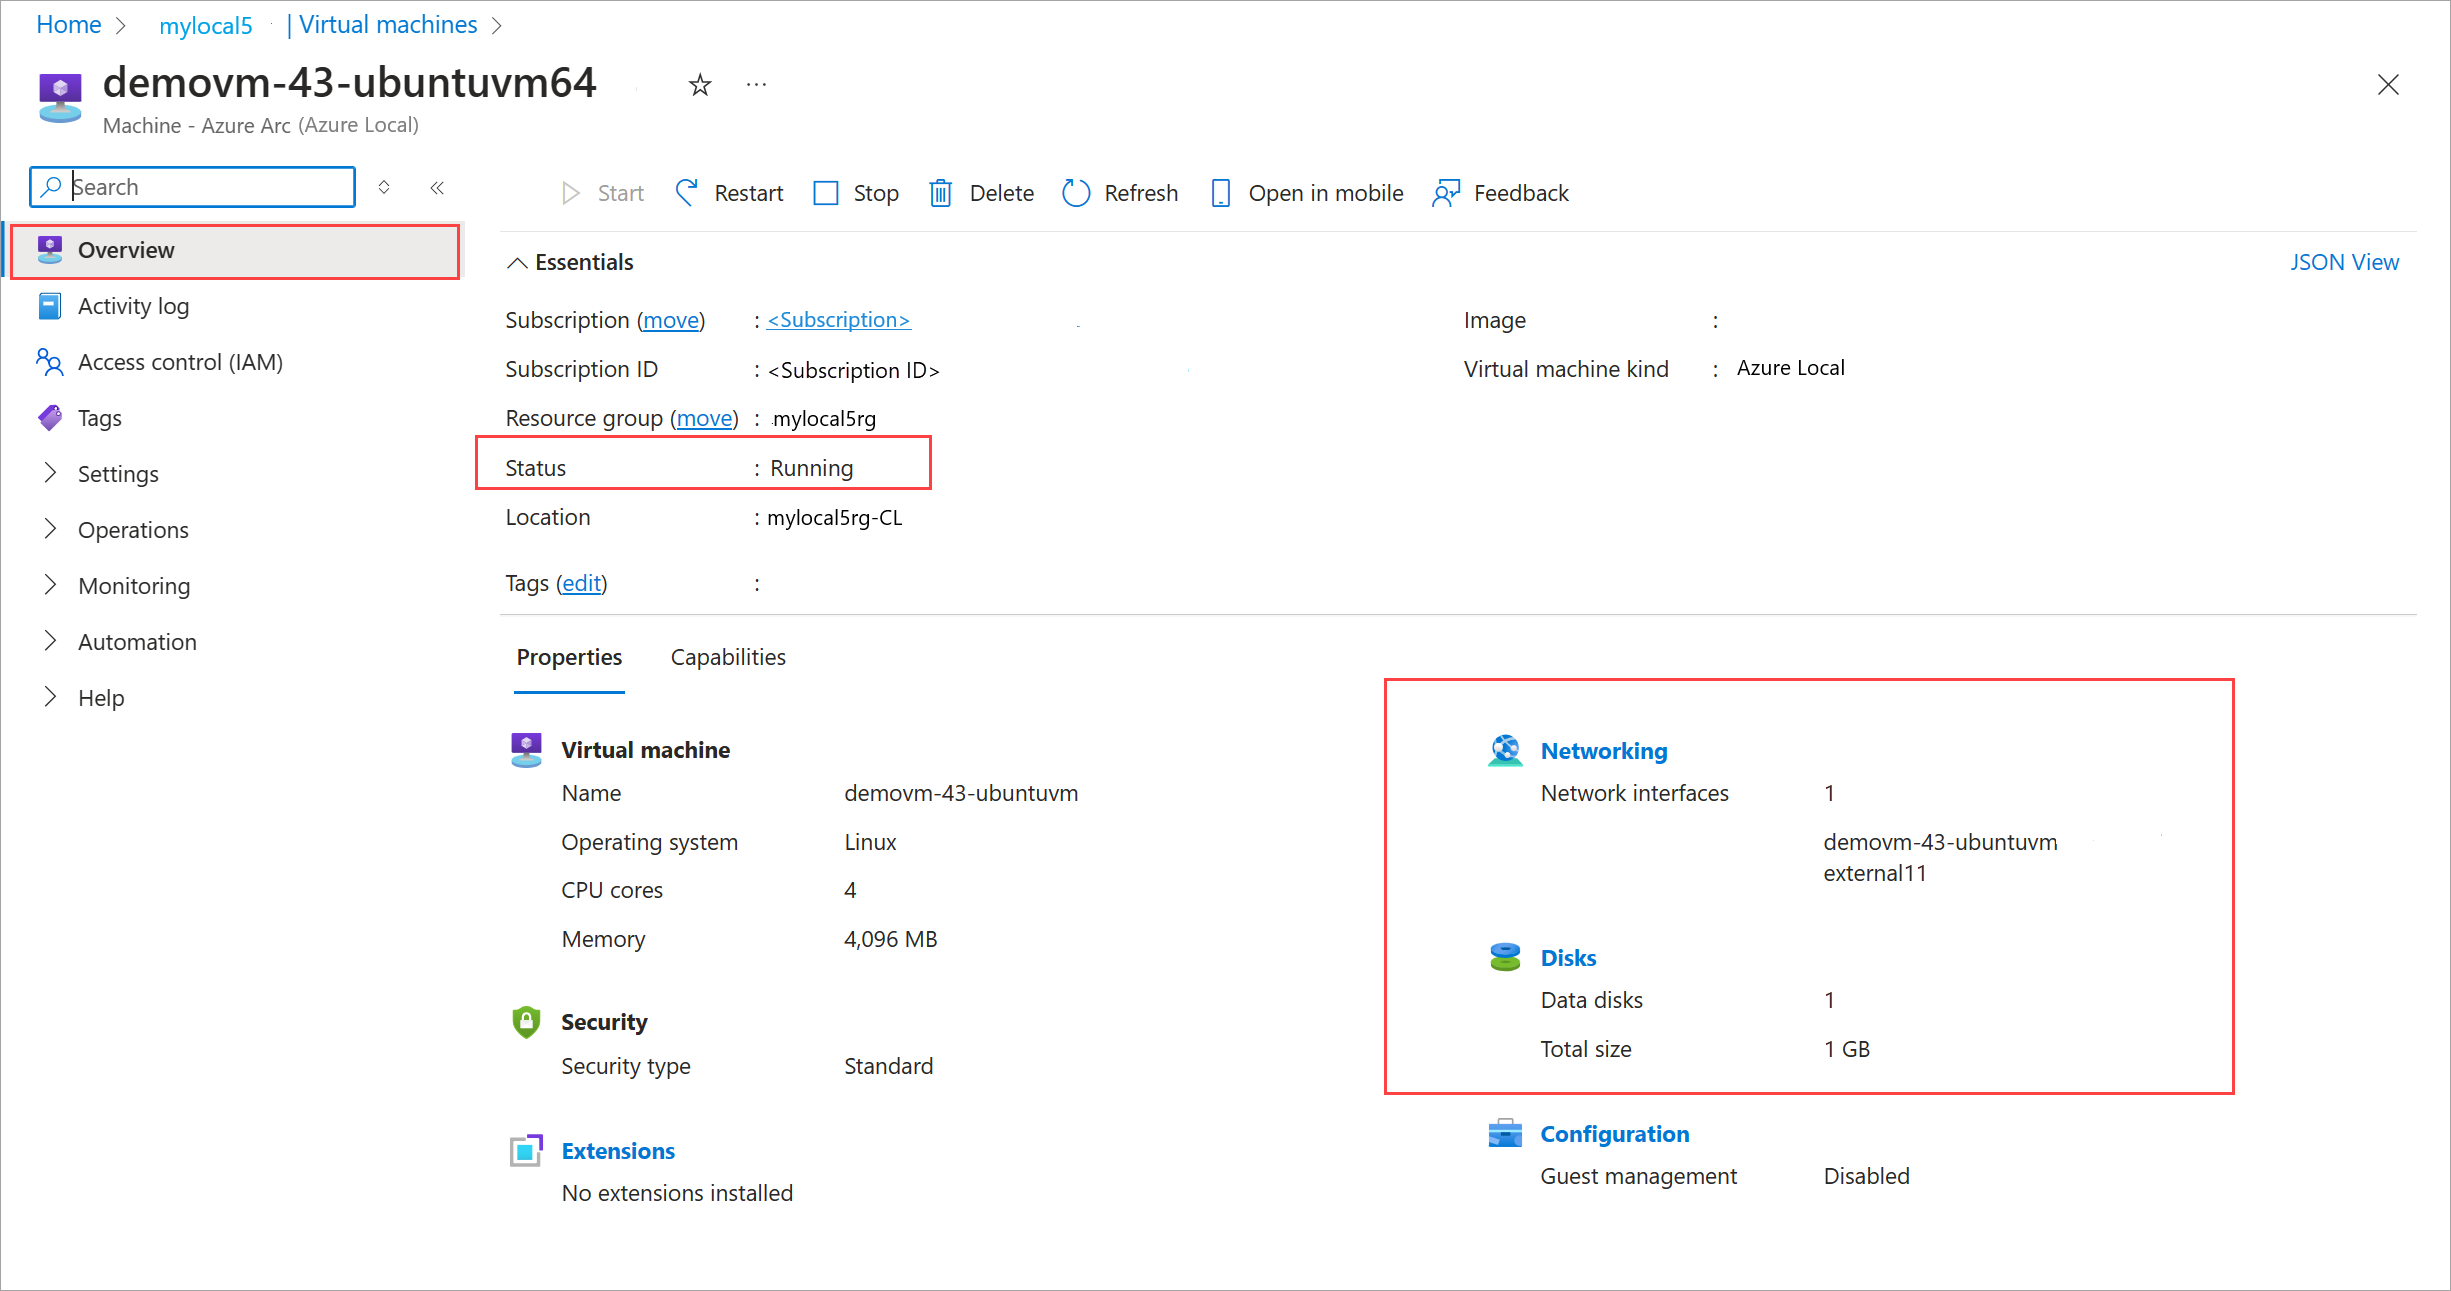 Home > mylocal5 | Virtual machines >
demovm-43-ubuntuvm64
Machine - Azure Arc (Azure Local)
Search
Overview
Activity log
Access control (IAM)
Tags
Settings
Operations
Monitoring
Automation
Help
Start Restart Stop Delete Refresh Open in mobile Feedback
Essentials
JSON View
Subscription (move) : <Subscription>
Subscription ID : <Subscription ID>
Resource group (move) : mylocal5rg
Status : Running
Location : mylocal5rg-CL
Tags (edit) :
Image :
Virtual machine kind : Azure Local
Properties Capabilities
Virtual machine
Name demovm-43-ubuntuvm
Operating system Linux
CPU cores 4
Memory 4,096 MB
Security
Security type Standard
Extensions
No extensions installed
Networking
Network interfaces 1
demovm-43-ubuntuvm
external11
Disks
Data disks 1
Total size 1 GB
Configuration
Guest management Disabled